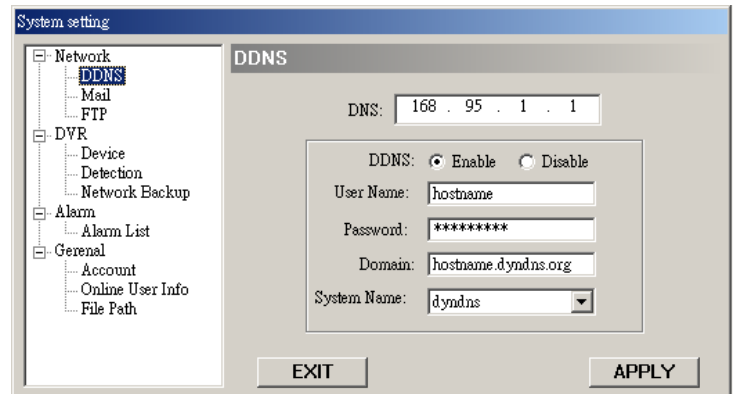 System setting
Network
DDNS
Mail
FTP
DVR
Device
Detection
Network Backup
Alarm
Alarm List
Gerenal
Account
Online User Info
File Path
DDNS
DNS: 168 . 95 . 1 . 1
DDNS: Enable Disable
User Name: hostname
Password: *********
Domain: hostname.dyndns.org
System Name: dyndns
EXIT APPLY